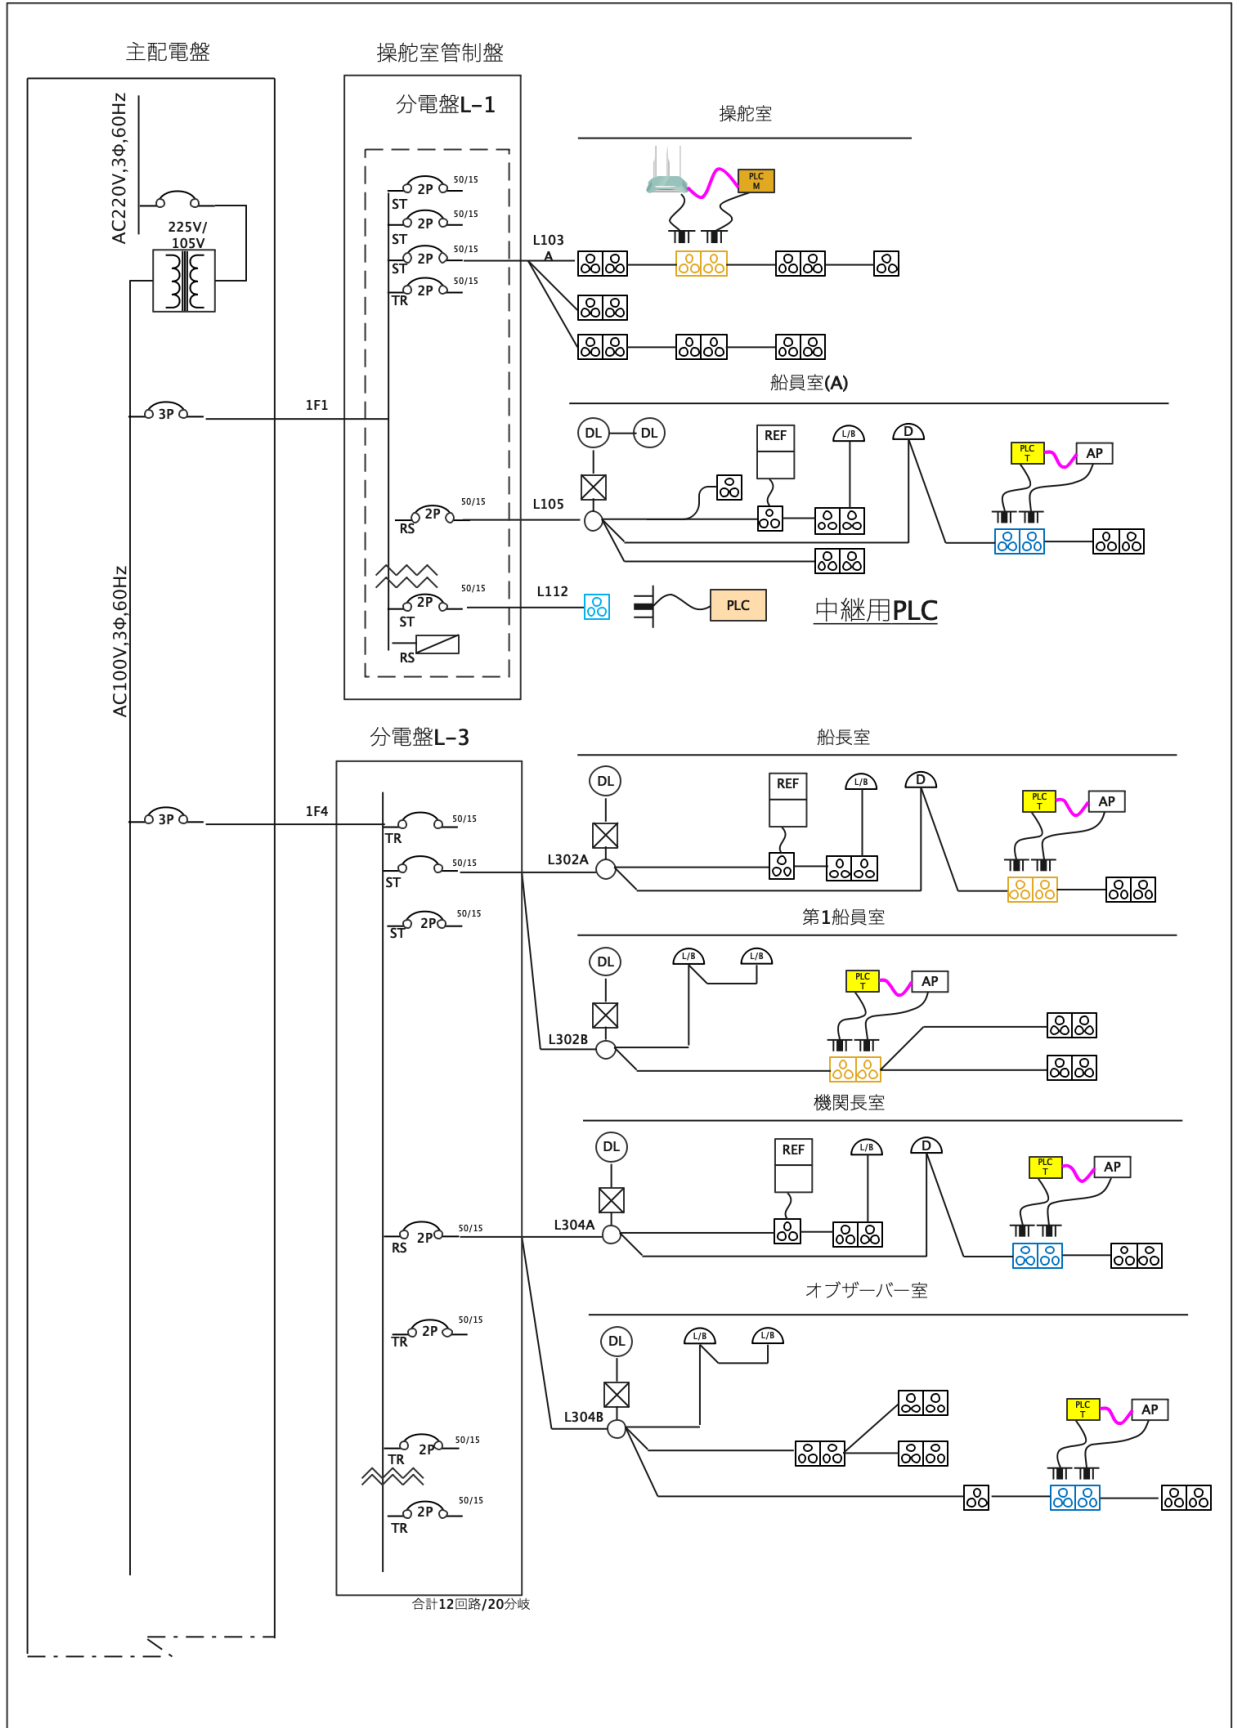 主配電盤
操舵室管制盤
AC220V,3Φ,60Hz
225V/
105V
3P
1F1
AC100V,3Φ,60Hz
3P
1F4
分電盤L-1
2P
50/15
ST
2P
50/15
ST
2P
50/15
ST
2P
50/15
TR
2P
50/15
RS
2P
50/15
ST
RS
操舵室
PLC
M
L103
A
船員室(A)
DL
DL
REF
L/B
D
PLC
T
AP
L105
L112
PLC
中継用PLC
分電盤L-3
50/15
TR
50/15
ST
2P
50/15
ST
2P
50/15
RS
2P
50/15
TR
2P
50/15
TR
2P
50/15
TR
合計12回路/20分岐
船長室
DL
REF
L/B
D
PLC
T
AP
L302A
第1船員室
DL
L/B
L/B
PLC
T
AP
L302B
機関長室
DL
REF
L/B
D
PLC
T
AP
L304A
オブザーバー室
DL
L/B
L/B
PLC
T
AP
L304B